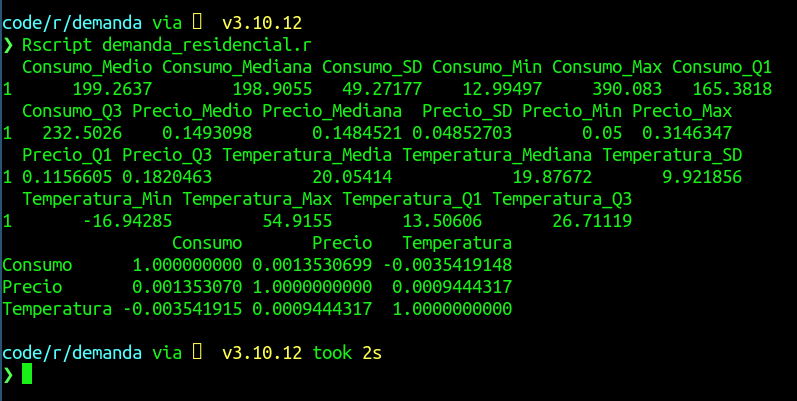 code/r/demanda via  v3.10.12
❯ Rscript demanda_residencial.r
  Consumo_Medio Consumo_Mediana Consumo_SD Consumo_Min Consumo_Max Consumo_Q1
1      199.2637        198.9055   49.27177    12.99497     390.083   165.3818
  Consumo_Q3 Precio_Medio Precio_Mediana  Precio_SD Precio_Min Precio_Max
1   232.5026    0.1493098      0.1484521 0.04852703       0.05  0.3146347
  Precio_Q1 Precio_Q3 Temperatura_Media Temperatura_Mediana Temperatura_SD
1 0.1156605 0.1820463          20.05414            19.87672       9.921856
  Temperatura_Min Temperatura_Max Temperatura_Q1 Temperatura_Q3
1       -16.94285         54.9155       13.50606       26.71119
                 Consumo       Precio   Temperatura
Consumo      1.000000000 0.0013530699 -0.0035419148
Precio       0.001353070 1.0000000000  0.0009444317
Temperatura -0.003541915 0.0009444317  1.0000000000
code/r/demanda via  v3.10.12 took 2s
❯